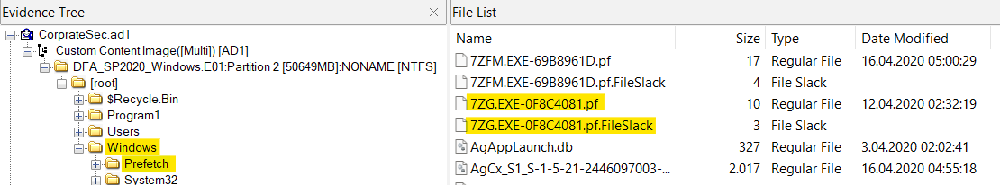 Evidence Tree
CorprateSec.ad1
Custom Content Image([Multi]) [AD1]
DFA_SP2020_Windows.E01:Partition 2 [50649MB]:NONAME [NTFS]
[root]
$Recycle.Bin
Program1
Users
Windows
Prefetch
System32
File List
Name Size Type Date Modified
7ZFM.EXE-69B8961D.pf 17 Regular File 16.04.2020 05:00:29
7ZFM.EXE-69B8961D.pf.FileSlack 4 File Slack
7ZG.EXE-0F8C4081.pf 10 Regular File 12.04.2020 02:32:19
7ZG.EXE-0F8C4081.pf.FileSlack 3 File Slack
AgAppLaunch.db 327 Regular File 3.04.2020 02:02:41
AgCx_S1_S-1-5-21-2446097003-... 2.017 Regular File 16.04.2020 04:55:18